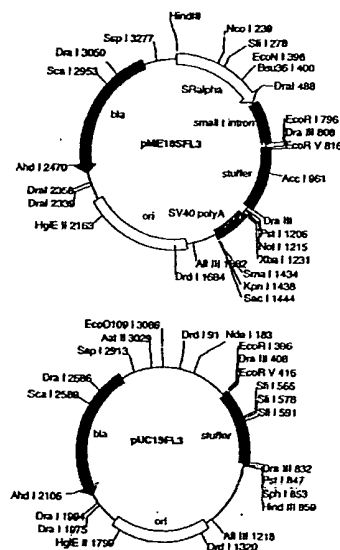 HindIII
Ssp I 3277
Nco I 239
Sfi I 278
EcoN I 396
Bsu36 I 400
Dra I 3050
Sca I 2953
SRalpha
DraI 488
small t intron
EcoR I 796
Dra III 808
EcoR V 816
bla
pME18SFL3
stuffer
Acc I 961
Ahd I 2470
DraI 2358
DraI 2339
HgiE II 2163
ori
SV40 polyA
Dra III
Pst I 1206
Not I 1215
Xba I 1231
Afl III 1982
Drd I 1684
Sma I 1434
Kpn I 1438
Sac I 1444
EcoO109 I 3086
Aat II 3029
Ssp I 2913
Drd I 91
Nde I 183
EcoRI 396
Dra III 408
EcoR V 416
Dra I 2586
Sca I 2589
Sfi I 565
Sfi I 578
Sfi I 591
bla
pUC19FL3
stuffer
Dra III 832
Pst I 847
Sph I 853
Hind III 859
Ahd I 2106
Dra I 1994
Dra I 1975
HgiE II 1799
ori
Afl III 1218
Drd I 1320